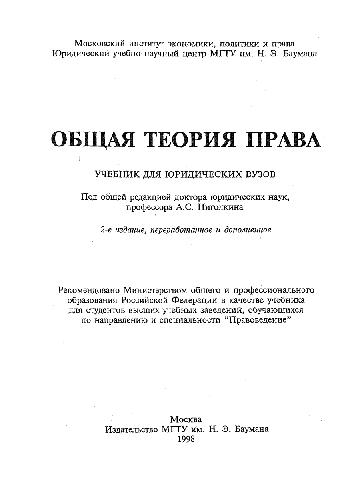 Московский институт экономики, политики и права
Юридический учебно-научный центр МГТУ им. Н. Э. Баумана
ОБЩАЯ ТЕОРИЯ ПРАВА
УЧЕБНИК ДЛЯ ЮРИДИЧЕСКИХ ВУЗОВ
Под общей редакцией доктора юридических наук,
профессора А.С. Пиголкина
2-е издание, переработанное и дополненное
Рекомендовано Министерством общего и профессионального
образования Российской Федерации в качестве учебника
для студентов высших учебных заведений, обучающихся
по направлению и специальности "Правоведение"
Москва
Издательство МГТУ им. Н. Э. Баумана
1998